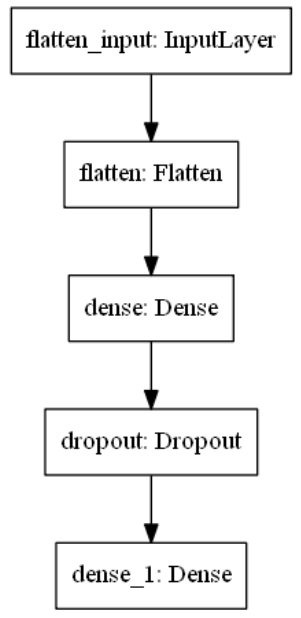 flatten_input: InputLayer
flatten: Flatten
dense: Dense
dropout: Dropout
dense_1: Dense